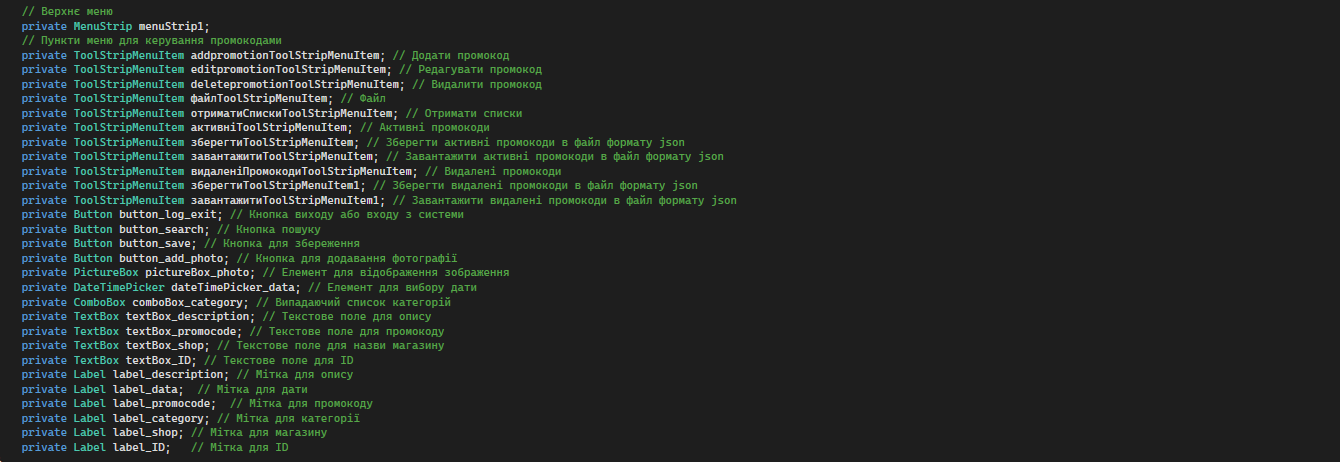 // Верхнє меню
private MenuStrip menuStrip1;
// Пункти меню для керування промокодами
private ToolStripMenuItem addpromotionToolStripMenuItem; // Додати промокод
private ToolStripMenuItem editpromotionToolStripMenuItem; // Редагувати промокод
private ToolStripMenuItem deletepromotionToolStripMenuItem; // Видалити промокод
private ToolStripMenuItem файлToolStripMenuItem; // Файл
private ToolStripMenuItem отриматиСпискиToolStripMenuItem; // Отримати списки
private ToolStripMenuItem активніToolStripMenuItem; // Активні промокоди
private ToolStripMenuItem зберегтиToolStripMenuItem; // Зберегти активні промокоди в файл формату json
private ToolStripMenuItem завантажитиToolStripMenuItem; // Завантажити активні промокоди в файл формату json
private ToolStripMenuItem видаленіПромокодиToolStripMenuItem; // Видалені промокоди
private ToolStripMenuItem зберегтиToolStripMenuItem1; // Зберегти видалені промокоди в файл формату json
private ToolStripMenuItem завантажитиToolStripMenuItem1; // Завантажити видалені промокоди в файл формату json
private Button button_log_exit; // Кнопка виходу або входу з системи
private Button button_search; // Кнопка пошуку
private Button button_save; // Кнопка для збереження
private Button button_add_photo; // Кнопка для додавання фотографії
private PictureBox pictureBox_photo; // Елемент для відображення зображення
private DateTimePicker dateTimePicker_data; // Елемент для вибору дати
private ComboBox comboBox_category; // Випадаючий список категорій
private TextBox textBox_description; // Текстове поле для опису
private TextBox textBox_promocode; // Текстове поле для промокоду
private TextBox textBox_shop; // Текстове поле для назви магазину
private TextBox textBox_ID; // Текстове поле для ID
private Label label_description; // Мітка для опису
private Label label_data;  // Мітка для дати
private Label label_promocode;  // Мітка для промокоду
private Label label_category; // Мітка для категорії
private Label label_shop; // Мітка для магазину
private Label label_ID;   // Мітка для ID